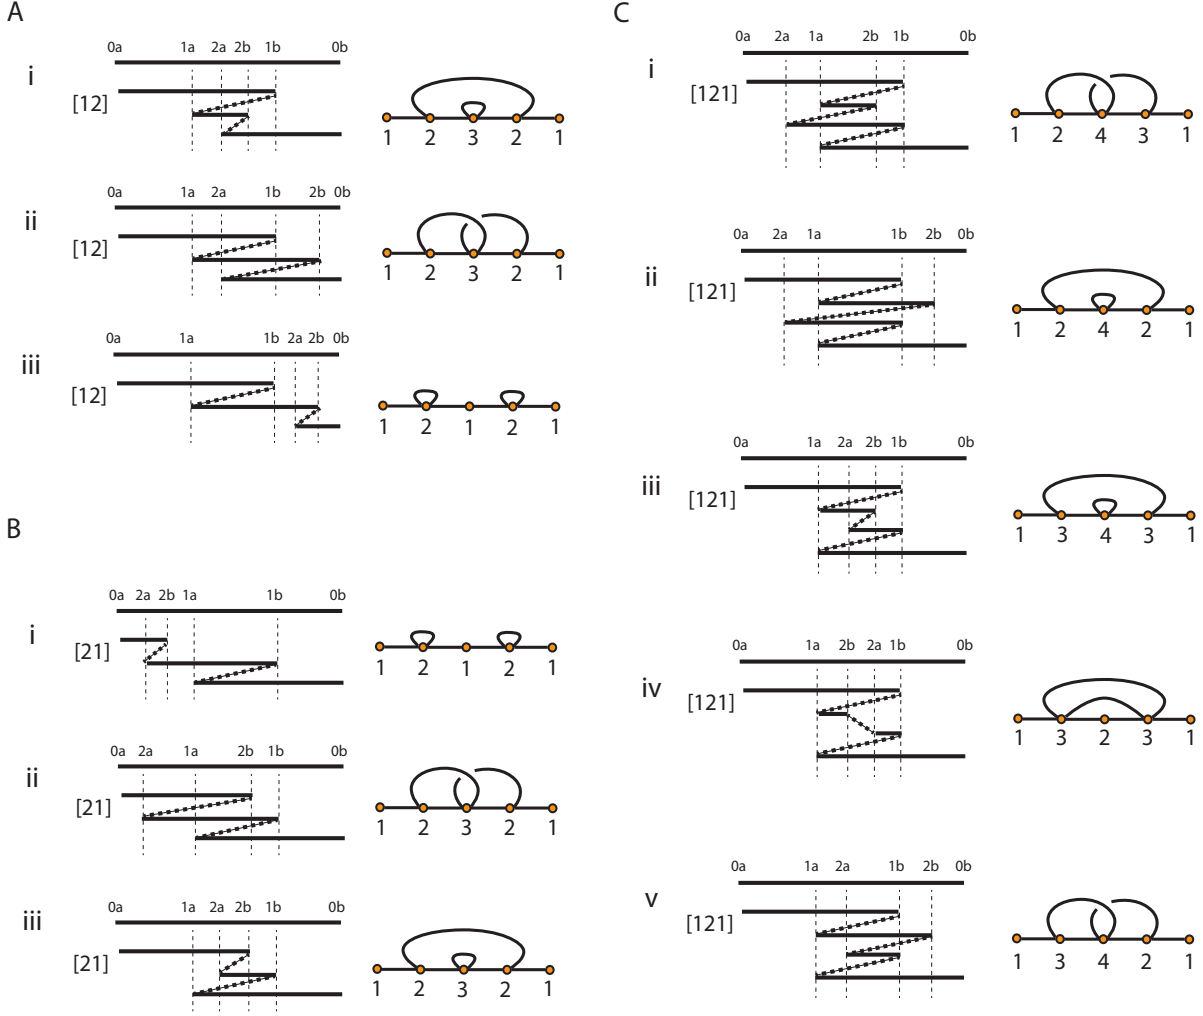 A
0a 1a 2a 2b 1b 0b
i
[12]
1 2 3 2 1
0a 1a 2a 1b 2b 0b
ii
[12]
1 2 3 2 1
0a 1a 1b 2a 2b 0b
iii
[12]
1 2 1 2 1
B
0a 2a 2b 1a 1b 0b
i
[21]
1 2 1 2 1
0a 2a 1a 2b 1b 0b
ii
[21]
1 2 3 2 1
0a 1a 2a 2b 1b 0b
iii
[21]
1 2 3 2 1
C
0a 2a 1a 2b 1b 0b
i
[121]
1 2 4 3 1
0a 2a 1a 1b 2b 0b
ii
[121]
1 2 4 2 1
0a 1a 2a 2b 1b 0b
iii
[121]
1 3 4 3 1
0a 1a 2b 2a 1b 0b
iv
[121]
1 3 2 3 1
0a 1a 2a 1b 2b 0b
v
[121]
1 3 4 2 1